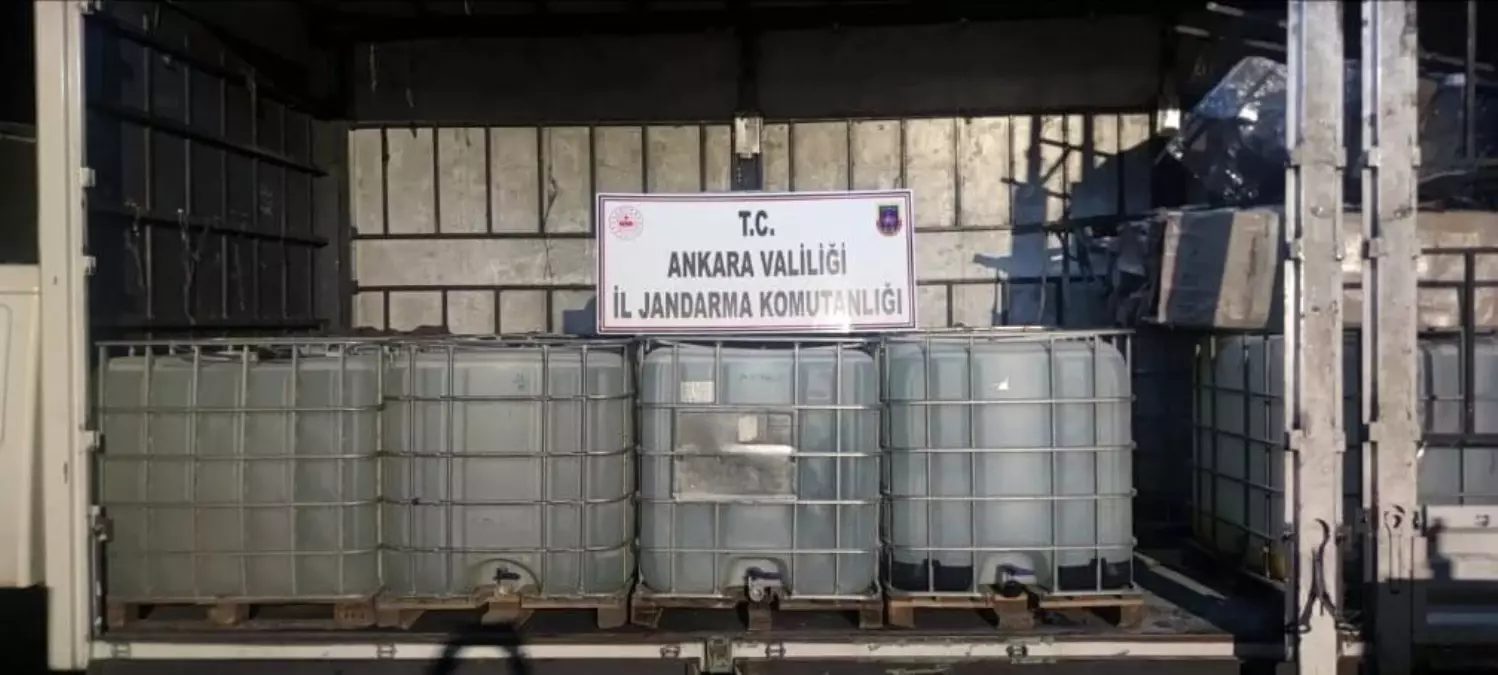 T.C.
ANKARA VALİLİĞİ
İL JANDARMA KOMUTANLIĞI